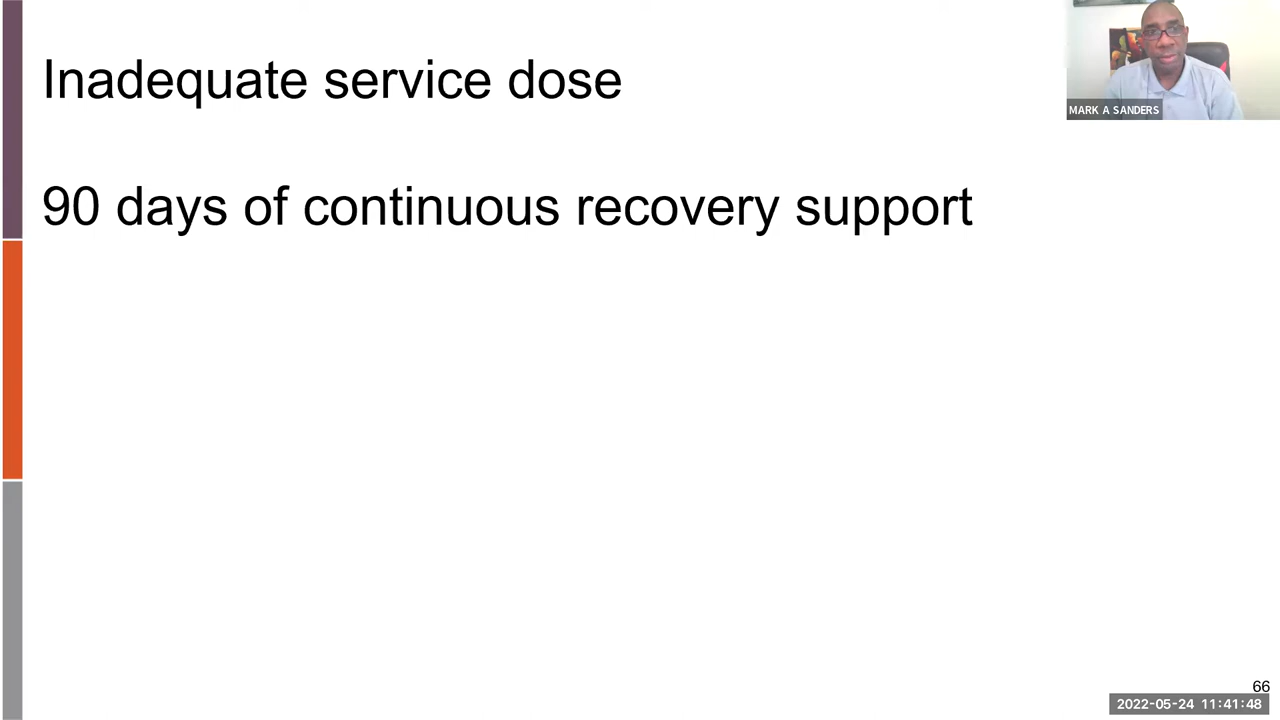 Inadequate service dose
MARK A SANDERS
90 days of continuous recovery support
66
2022-05-24 11:41:48